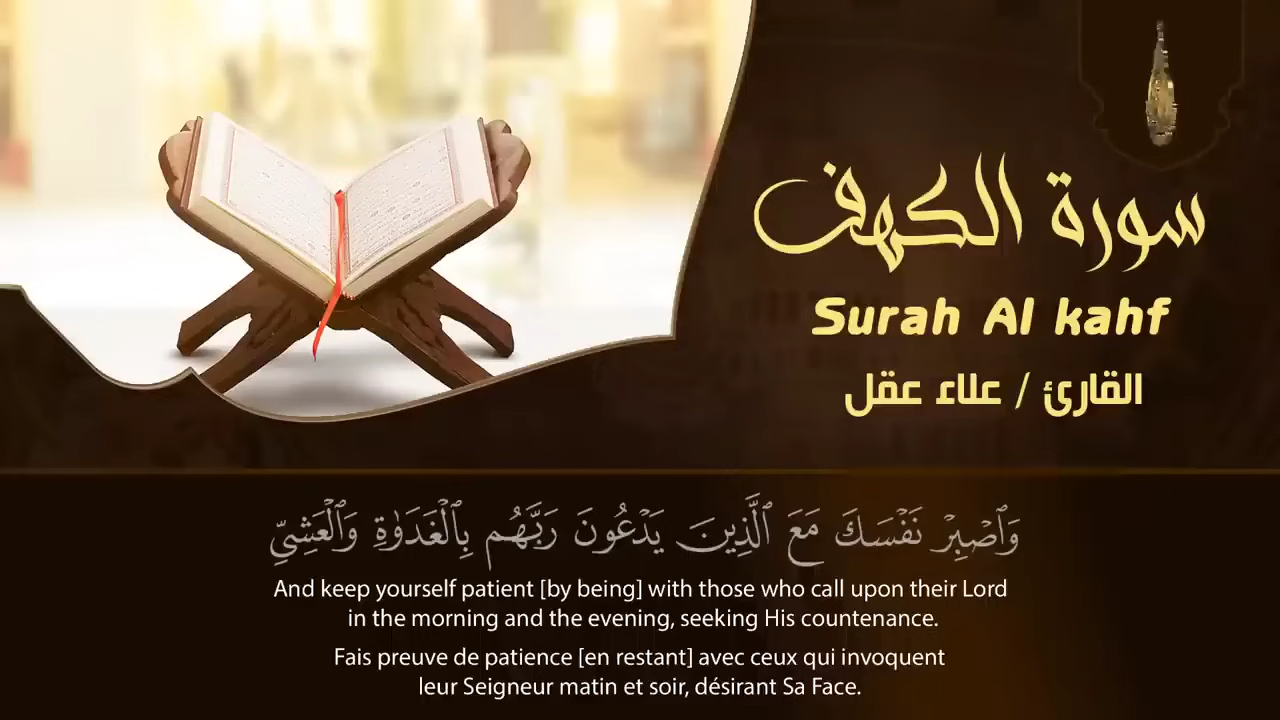 سورة الكهف
Surah Al kahf
القارئ / علاء عقل
وَٱصۡبِرۡ نَفۡسَكَ مَعَ ٱلَّذِينَ يَدۡعُونَ رَبَّهُم بِٱلۡغَدَوٰةِ وَٱلۡعَشِيِّ
And keep yourself patient [by being] with those who call upon their Lord
in the morning and the evening, seeking His countenance.
Fais preuve de patience [en restant] avec ceux qui invoquent
leur Seigneur matin et soir, désirant Sa Face.